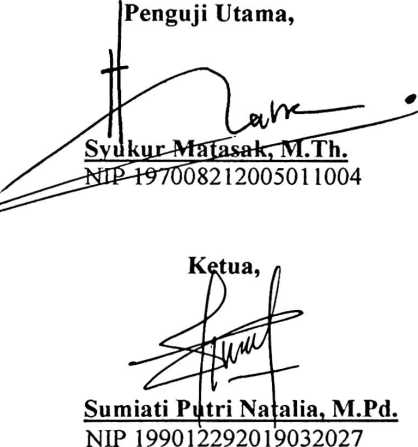 Penguji Utama,
Syukur Matasak, M.Th.
NIP 197008212005011004
Ketua,
Sumiati Putri Natalia, M.Pd.
NIP 199012292019032027